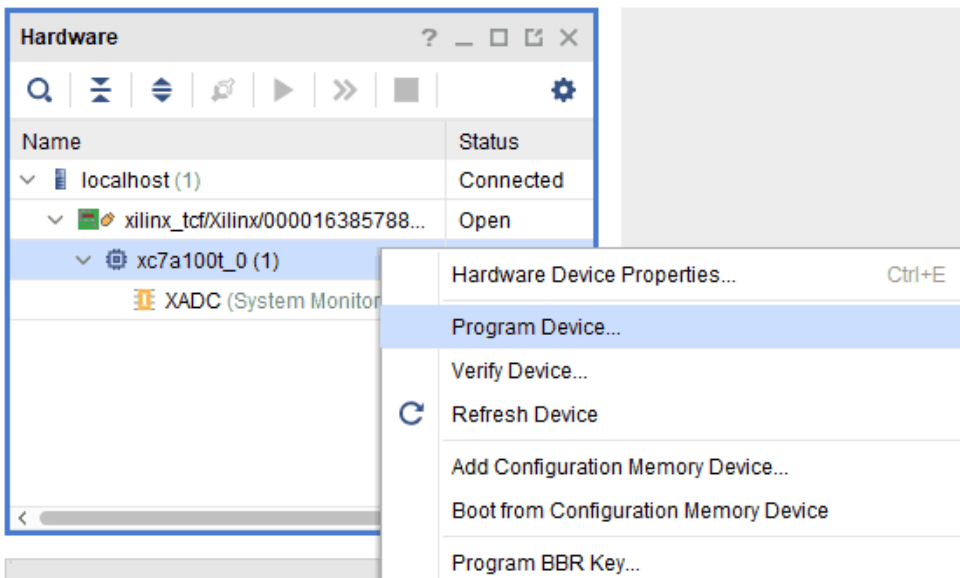 Hardware
Name Status
localhost (1) Connected
xilinx_tcf/Xilinx/000016385788... Open
xc7a100t_0 (1)
XADC (System Monitor
Hardware Device Properties... Ctrl+E
Program Device...
Verify Device...
Refresh Device
Add Configuration Memory Device...
Boot from Configuration Memory Device
Program BBR Key...